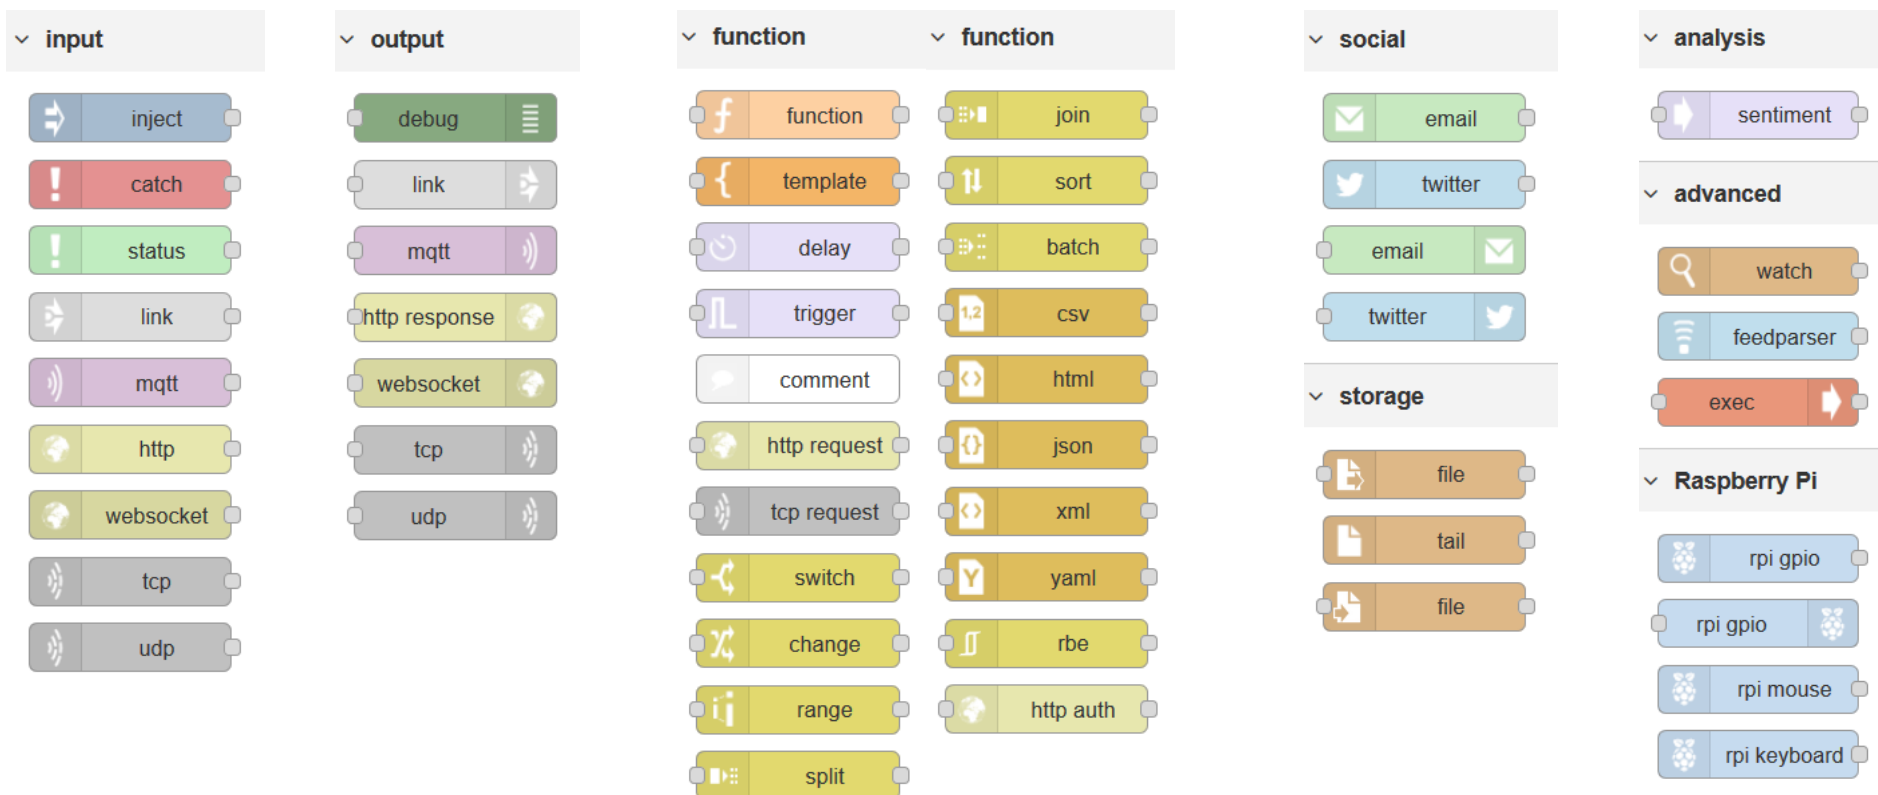 input
inject
catch
status
link
mqtt
http
websocket
tcp
udp
output
debug
link
mqtt
http response
websocket
tcp
udp
function
function
template
delay
trigger
comment
http request
tcp request
switch
change
range
split
function
join
sort
batch
1,2 csv
html
json
xml
Y yaml
rbe
http auth
social
email
twitter
email
twitter
storage
file
tail
file
analysis
sentiment
advanced
watch
feedparser
exec
Raspberry Pi
rpi gpio
rpi gpio
rpi mouse
rpi keyboard